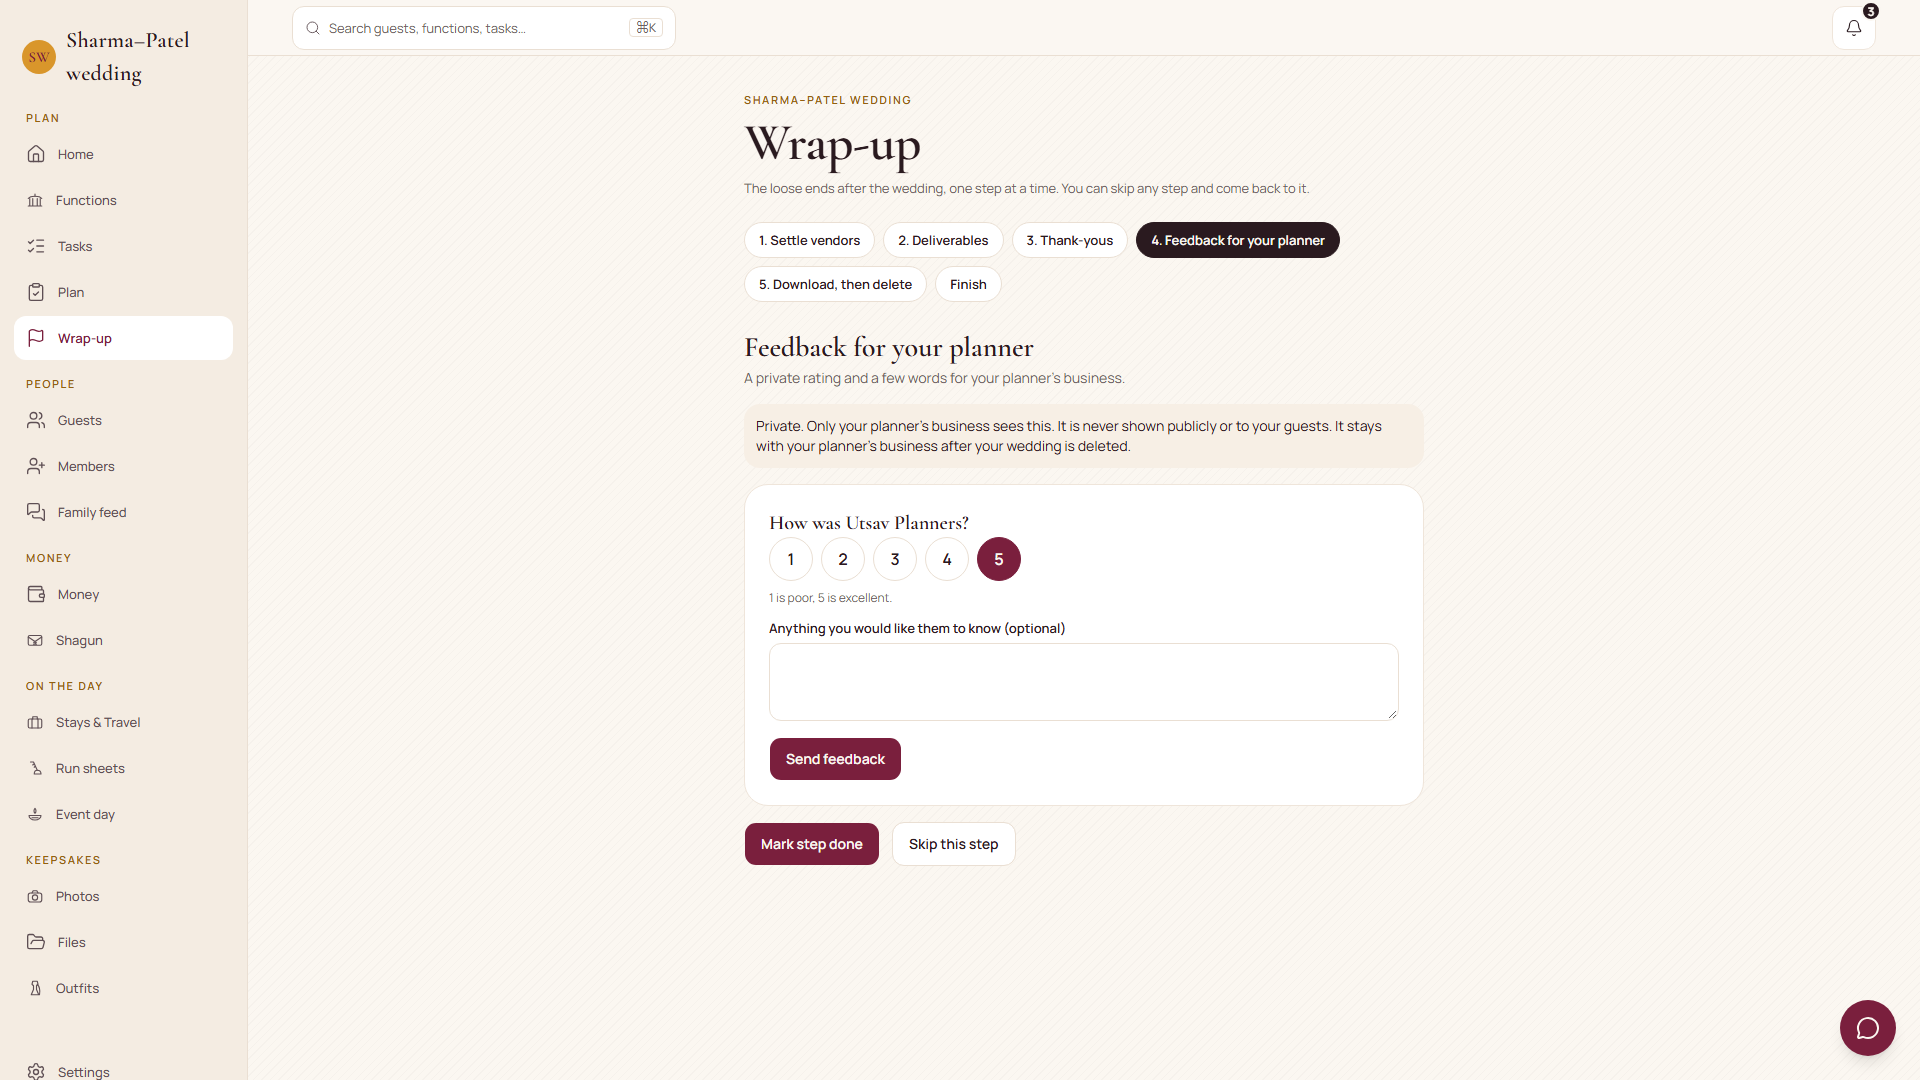 SW
Sharma–Patel
wedding
PLAN
Home
Functions
Tasks
Plan
Wrap-up
PEOPLE
Guests
Members
Family feed
MONEY
Money
Shagun
ON THE DAY
Stays & Travel
Run sheets
Event day
KEEPSAKES
Photos
Files
Outfits
Settings
Search guests, functions, tasks...
⌘K
3
SHARMA–PATEL WEDDING
Wrap-up
The loose ends after the wedding, one step at a time. You can skip any step and come back to it.
1. Settle vendors
2. Deliverables
3. Thank-yous
4. Feedback for your planner
5. Download, then delete
Finish
Feedback for your planner
A private rating and a few words for your planner's business.
Private. Only your planner's business sees this. It is never shown publicly or to your guests. It stays
with your planner's business after your wedding is deleted.
How was Utsav Planners?
1 2 3 4 5
1 is poor, 5 is excellent.
Anything you would like them to know (optional)
Send feedback
Mark step done
Skip this step